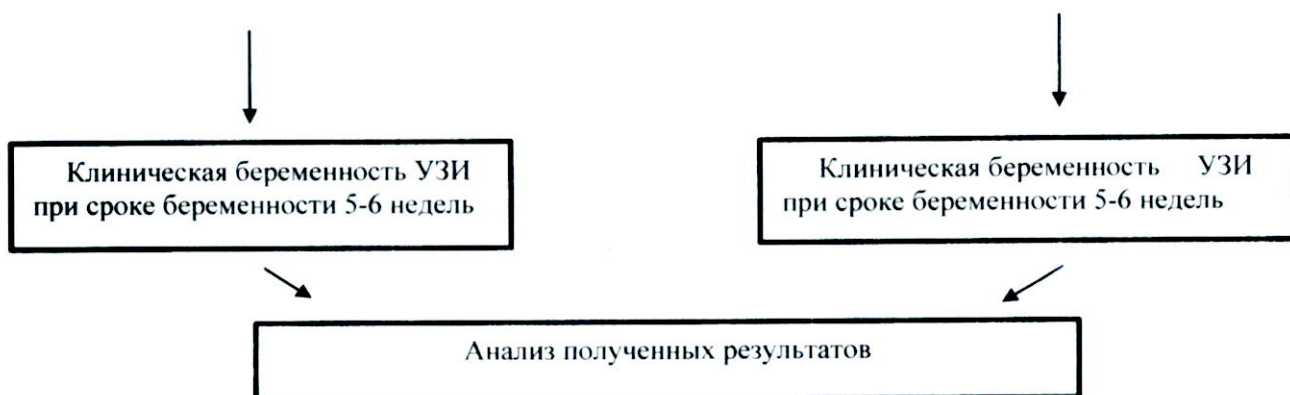 Клиническая беременность УЗИ
при сроке беременности 5-6 недель
Клиническая беременность УЗИ
при сроке беременности 5-6 недель
Анализ полученных результатов